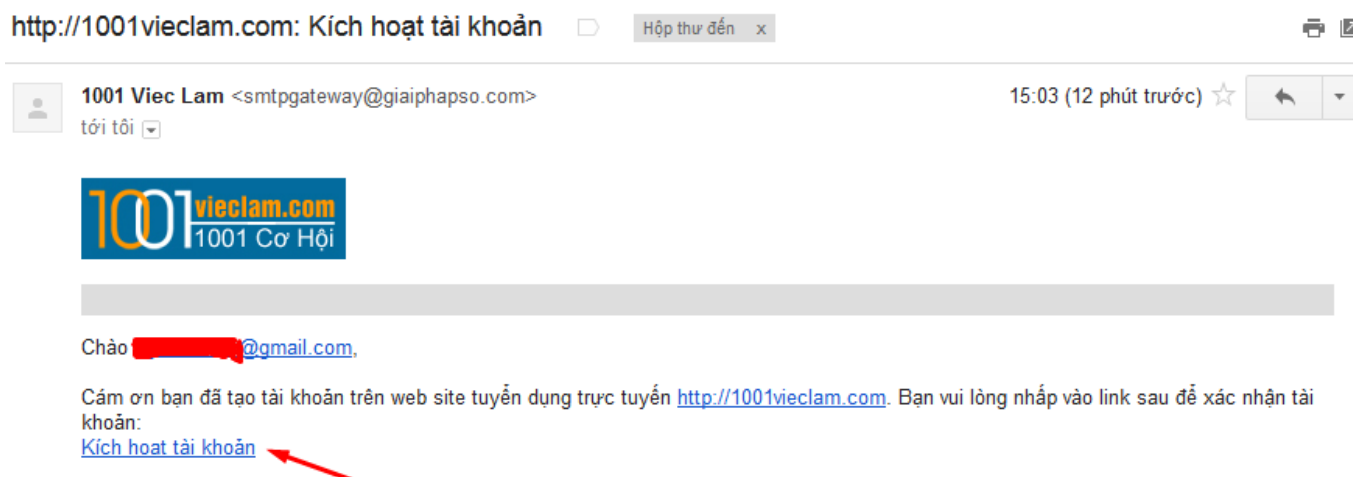 http://1001vieclam.com: Kích hoạt tài khoản
Hộp thư đến x
1001 Viec Lam <smtpgateway@giaiphapso.com>
15:03 (12 phút trước)
tới tôi
1001 vieclam.com
1001 Cơ Hội
Chào @gmail.com,
Cám ơn bạn đã tạo tài khoản trên web site tuyển dụng trực tuyến http://1001vieclam.com. Bạn vui lòng nhấp vào link sau để xác nhận tài
khoản:
Kích hoạt tài khoản